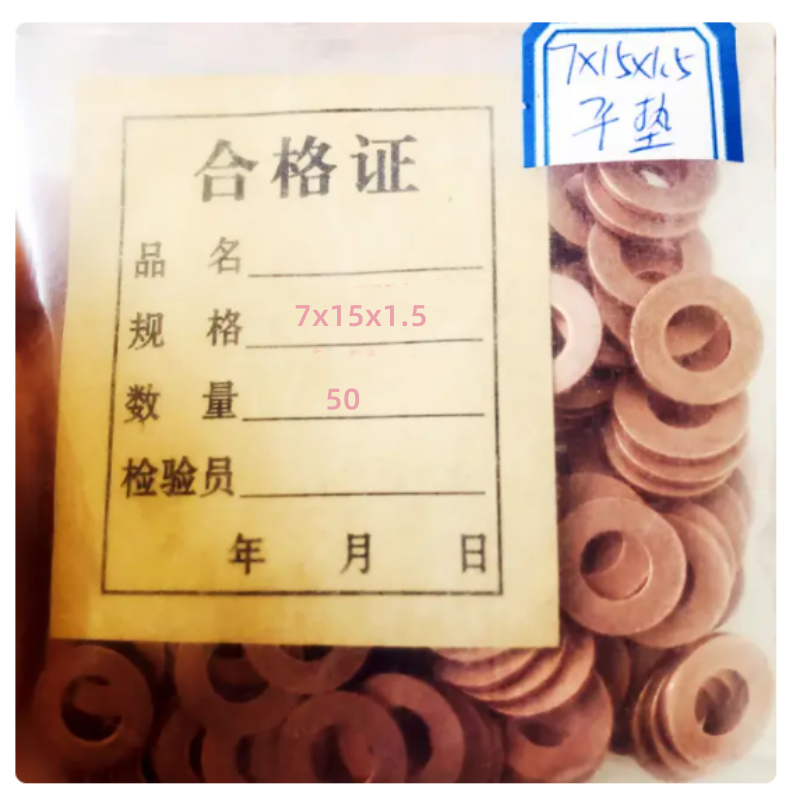 7x15x1.5
平垫
合格证
品 名
规 格 7x15x1.5
数 量 50
检验员
年 月 日